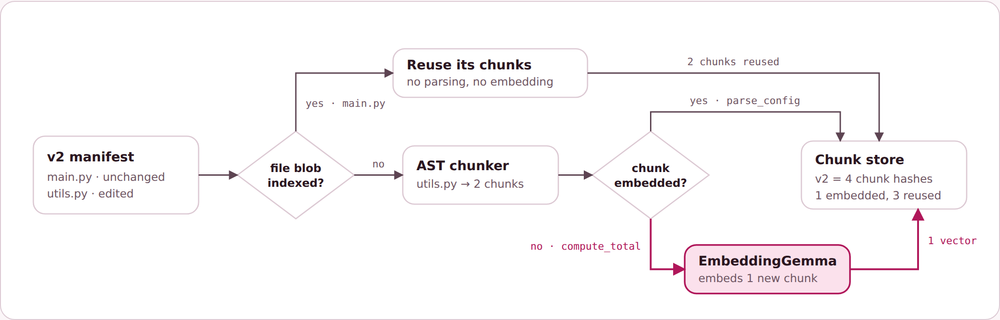 v2 manifest
main.py · unchanged
utils.py · edited
file blob
indexed?
yes · main.py
Reuse its chunks
no parsing, no embedding
2 chunks reused
no
AST chunker
utils.py → 2 chunks
chunk
embedded?
yes · parse_config
no · compute_total
EmbeddingGemma
embeds 1 new chunk
1 vector
Chunk store
v2 = 4 chunk hashes
1 embedded, 3 reused